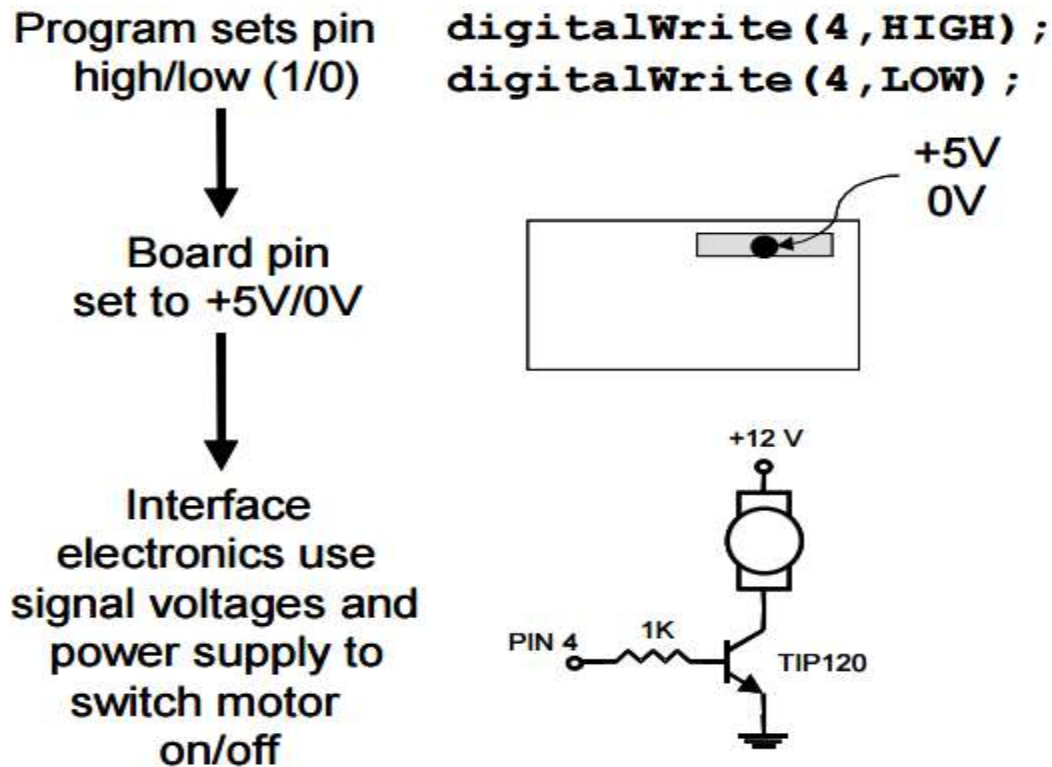 Program sets pin
high/low (1/0)
digitalWrite(4,HIGH);
digitalWrite(4,LOW);
+5V
0V
Board pin
set to +5V/0V
+12 V
Interface
electronics use
signal voltages and
power supply to
switch motor
on/off
PIN 4
1K
TIP120